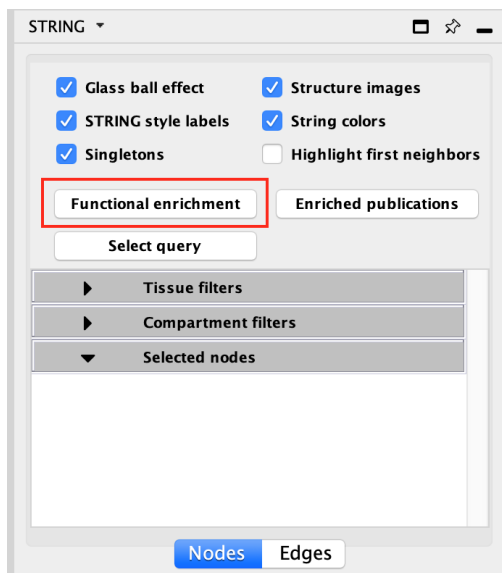 STRING
Glass ball effect Structure images
STRING style labels String colors
Singletons Highlight first neighbors
Functional enrichment Enriched publications
Select query
Tissue filters
Compartment filters
Selected nodes
Nodes Edges